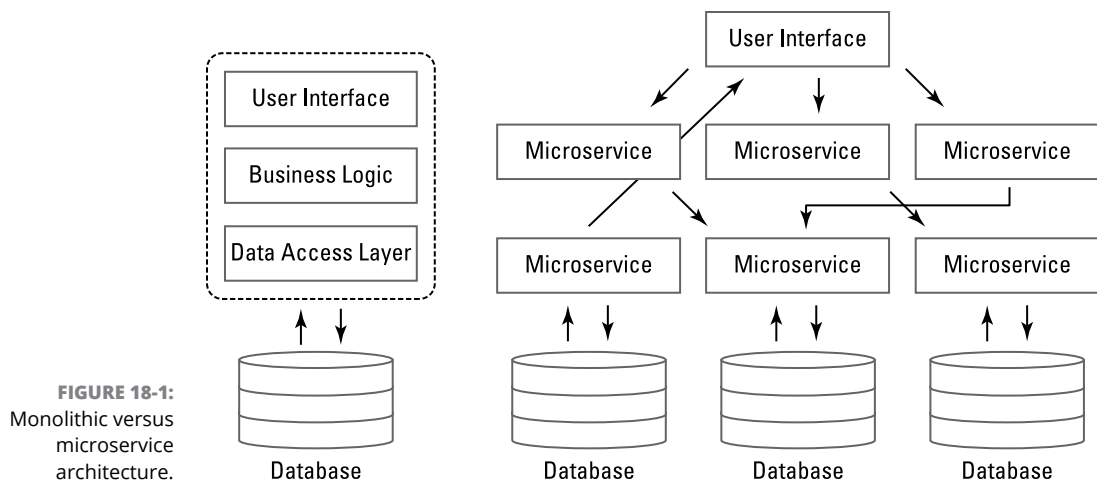 User Interface
Business Logic
Data Access Layer
Database
User Interface
Microservice
Microservice
Microservice
Microservice
Microservice
Microservice
Database
Database
Database
FIGURE 18-1:
Monolithic versus
microservice
architecture.